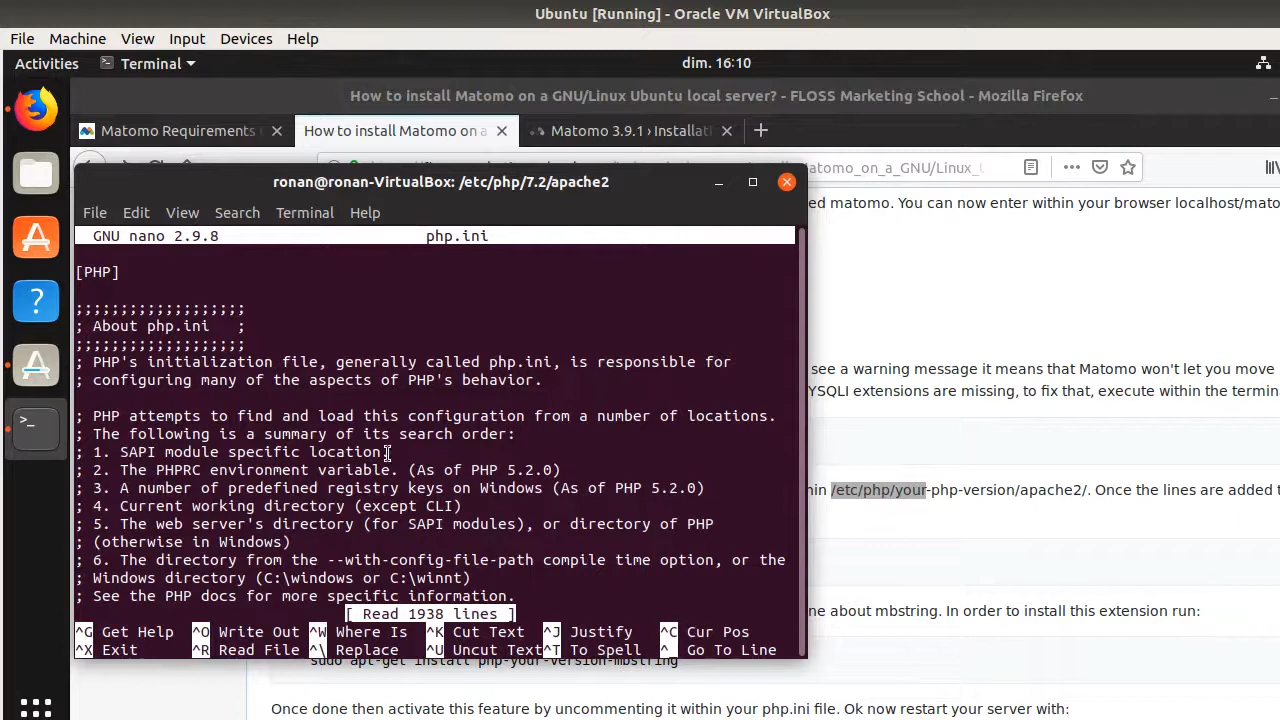 Ubuntu [Running] - Oracle VM VirtualBox
File Machine View Input Devices Help
Activities Terminal dim. 16:10
How to install Matomo on a GNU/Linux Ubuntu local server? - FLOSS Marketing School - Mozilla Firefox
Matomo Requirements
How to install Matomo on a
Matomo 3.9.1 › Installat
atomo_on_a_GNU/Linux_
ronan@ronan-VirtualBox: /etc/php/7.2/apache2
File Edit View Search Terminal Help
GNU nano 2.9.8 php.ini
[PHP]
;;;;;;;;;;;;;;;;;;;
; About php.ini ;
;;;;;;;;;;;;;;;;;;;
; PHP's initialization file, generally called php.ini, is responsible for
; configuring many of the aspects of PHP's behavior.
; PHP attempts to find and load this configuration from a number of locations.
; The following is a summary of its search order:
; 1. SAPI module specific location.
; 2. The PHPRC environment variable. (As of PHP 5.2.0)
; 3. A number of predefined registry keys on Windows (As of PHP 5.2.0)
; 4. Current working directory (except CLI)
; 5. The web server's directory (for SAPI modules), or directory of PHP
; (otherwise in Windows)
; 6. The directory from the --with-config-file-path compile time option, or the
; Windows directory (C:\windows or C:\winnt)
; See the PHP docs for more specific information.
[ Read 1938 lines ]
^G Get Help ^O Write Out ^W Where Is ^K Cut Text ^J Justify ^C Cur Pos
^X Exit ^R Read File ^\ Replace ^U Uncut Text ^T To Spell ^_ Go To Line
ed matomo. You can now enter within your browser localhost/mato
see a warning message it means that Matomo won't let you move
YSQLI extensions are missing, to fix that, execute within the termin
in /etc/php/your-php-version/apache2/. Once the lines are added t
ne about mbstring. In order to install this extension run:
sudo apt-get install php-your-version-mbstring
Once done then activate this feature by uncommenting it within your php.ini file. Ok now restart your server with: